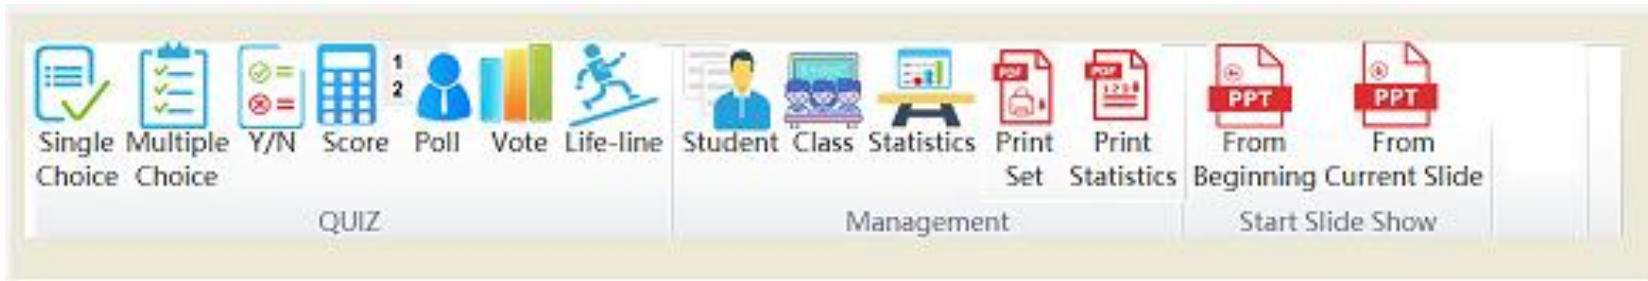 1
2
PDF
PDF
1234
PPT
PPT
Single Multiple Y/N Score Poll Vote Life-line Student Class Statistics Print Print From From
Choice Choice Set Statistics Beginning Current Slide
QUIZ Management Start Slide Show